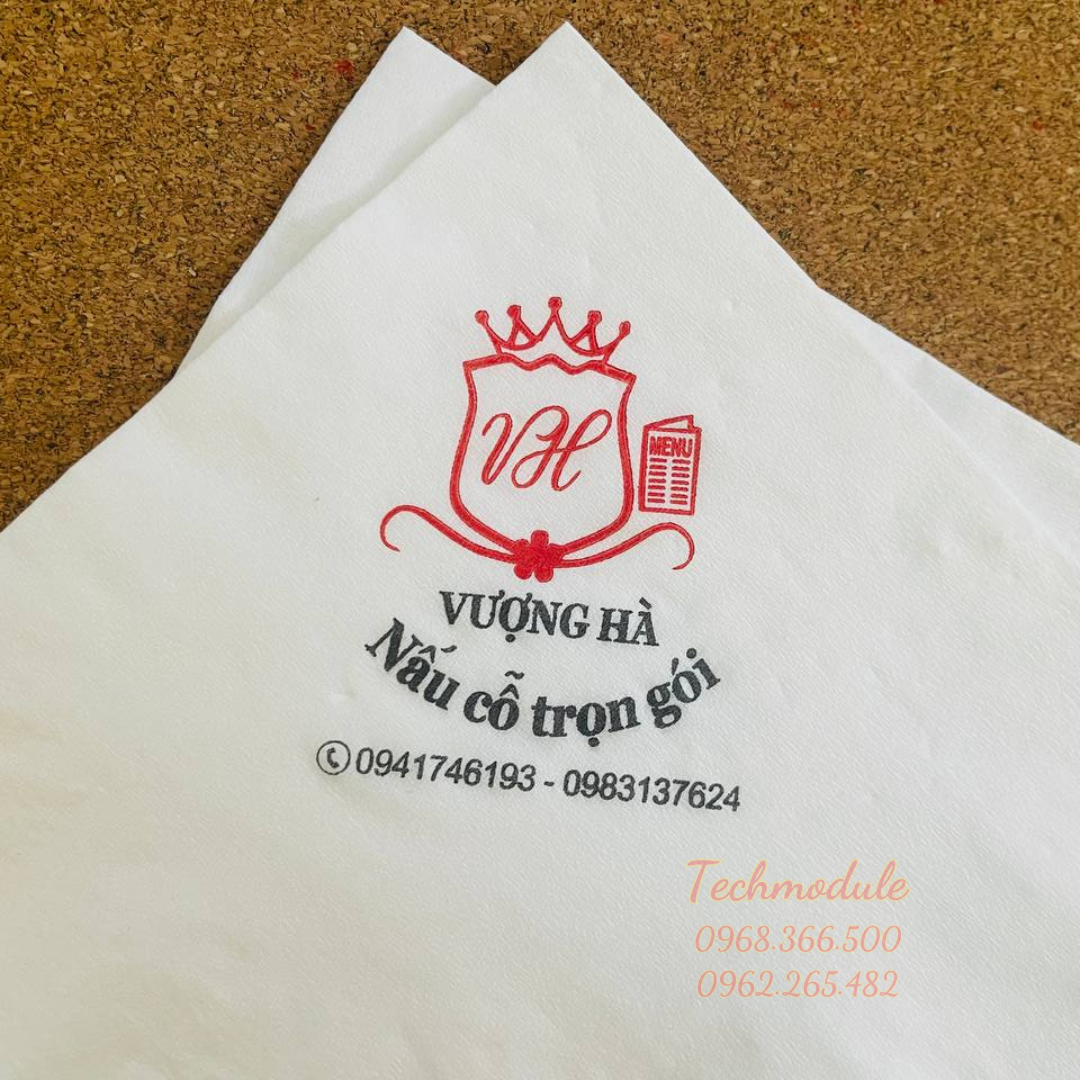 VH
MENU
VƯỢNG HÀ
Nấu cỗ trọn gói
0941746193 - 0983137624
Techmodule
0968.366.500
0962.265.482